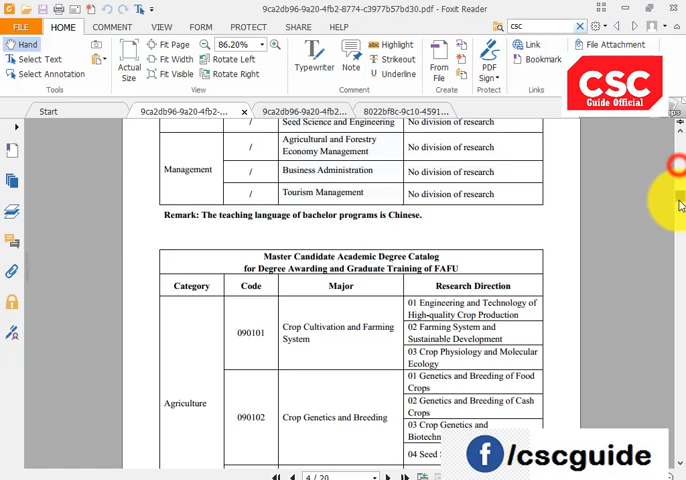 9ca2db96-9a20-4fb2-8774-c3977b57bd30.pdf - Foxit Reader
FILE HOME COMMENT VIEW FORM PROTECT SHARE HELP csc
Hand
Select Text
Select Annotation
Clipboard
Actual Size
Fit Page
Fit Width
Fit Visible
86.20%
Rotate Left
Rotate Right
View
Typewriter
Note
Highlight
Strikeout
Underline
Comment
From File
Create
PDF Sign
Protect
Link
Bookmark
File Attachment
CSC
Guide Official
Start 9ca2db96-9a20-4fb2-87-... 9ca2db96-9a20-4fb2... 8022bf8c-9c10-4591...
Seed Science and Engineering No division of research
Management / Agricultural and Forestry Economy Management No division of research
/ Business Administration No division of research
/ Tourism Management No division of research
Remark: The teaching language of bachelor programs is Chinese.
Master Candidate Academic Degree Catalog
for Degree Awarding and Graduate Training of FAFU
Category Code Major Research Direction
Agriculture
090101 Crop Cultivation and Farming System
01 Engineering and Technology of
High-quality Crop Production
02 Farming System and
Sustainable Development
03 Crop Physiology and Molecular
Ecology
090102 Crop Genetics and Breeding
01 Genetics and Breeding of Food
Crops
02 Genetics and Breeding of Cash
Crops
03 Crop Genetics and
04 Seed
f /cscguide
4 / 20